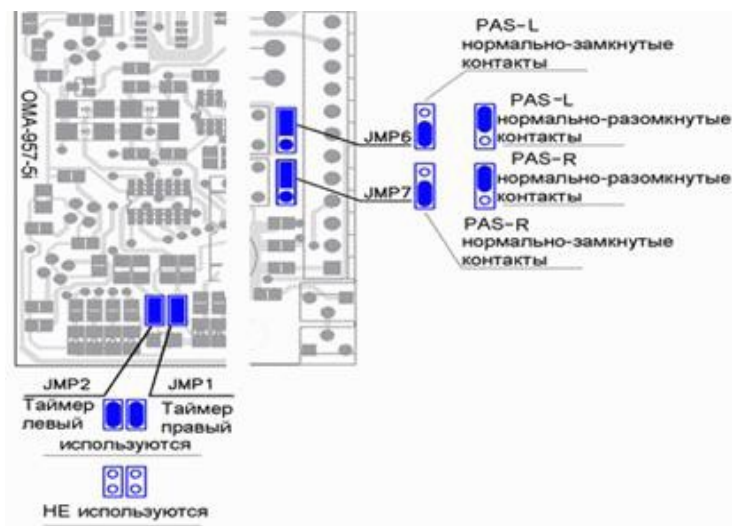 PAS-L
нормально-замкнутые
контакты
PAS-L
нормально-разомкнутые
контакты
JMP6
PAS-R
нормально-разомкнутые
контакты
JMP7
PAS-R
нормально-замкнутые
контакты
OMA-957-5i
JMP2
JMP1
Таймер
левый
Таймер
правый
используются
НЕ используются